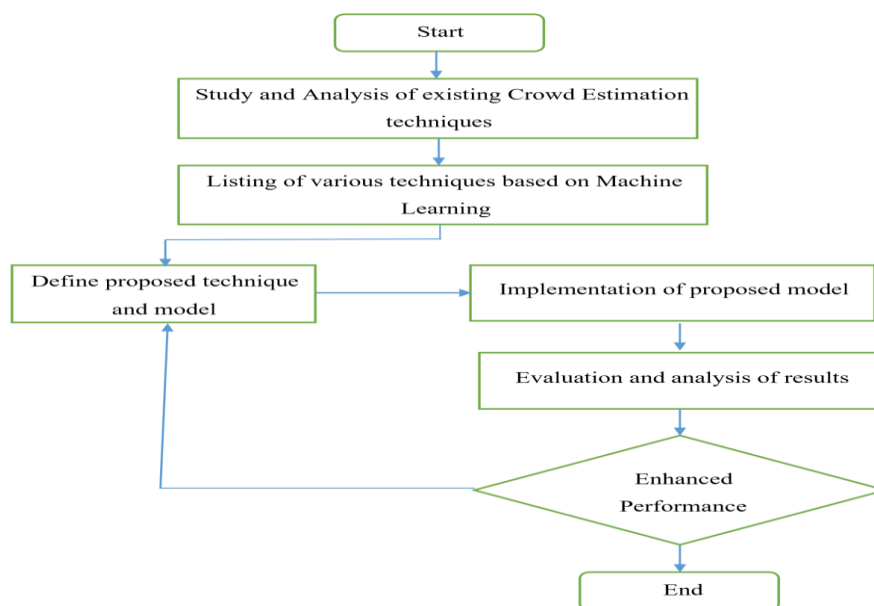 Start
Study and Analysis of existing Crowd Estimation
techniques
Listing of various techniques based on Machine
Learning
Define proposed technique
and model
Implementation of proposed model
Evaluation and analysis of results
Enhanced
Performance
End